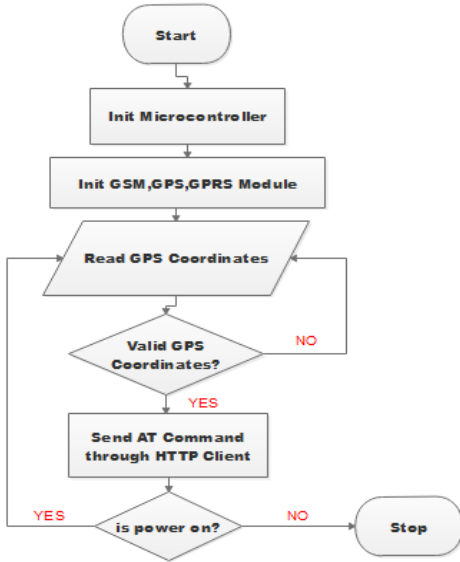 Start
Init Microcontroller
Init GSM,GPS,GPRS Module
Read GPS Coordinates
Valid GPS
Coordinates?
NO
YES
Send AT Command
through HTTP Client
is power on?
YES
NO
Stop